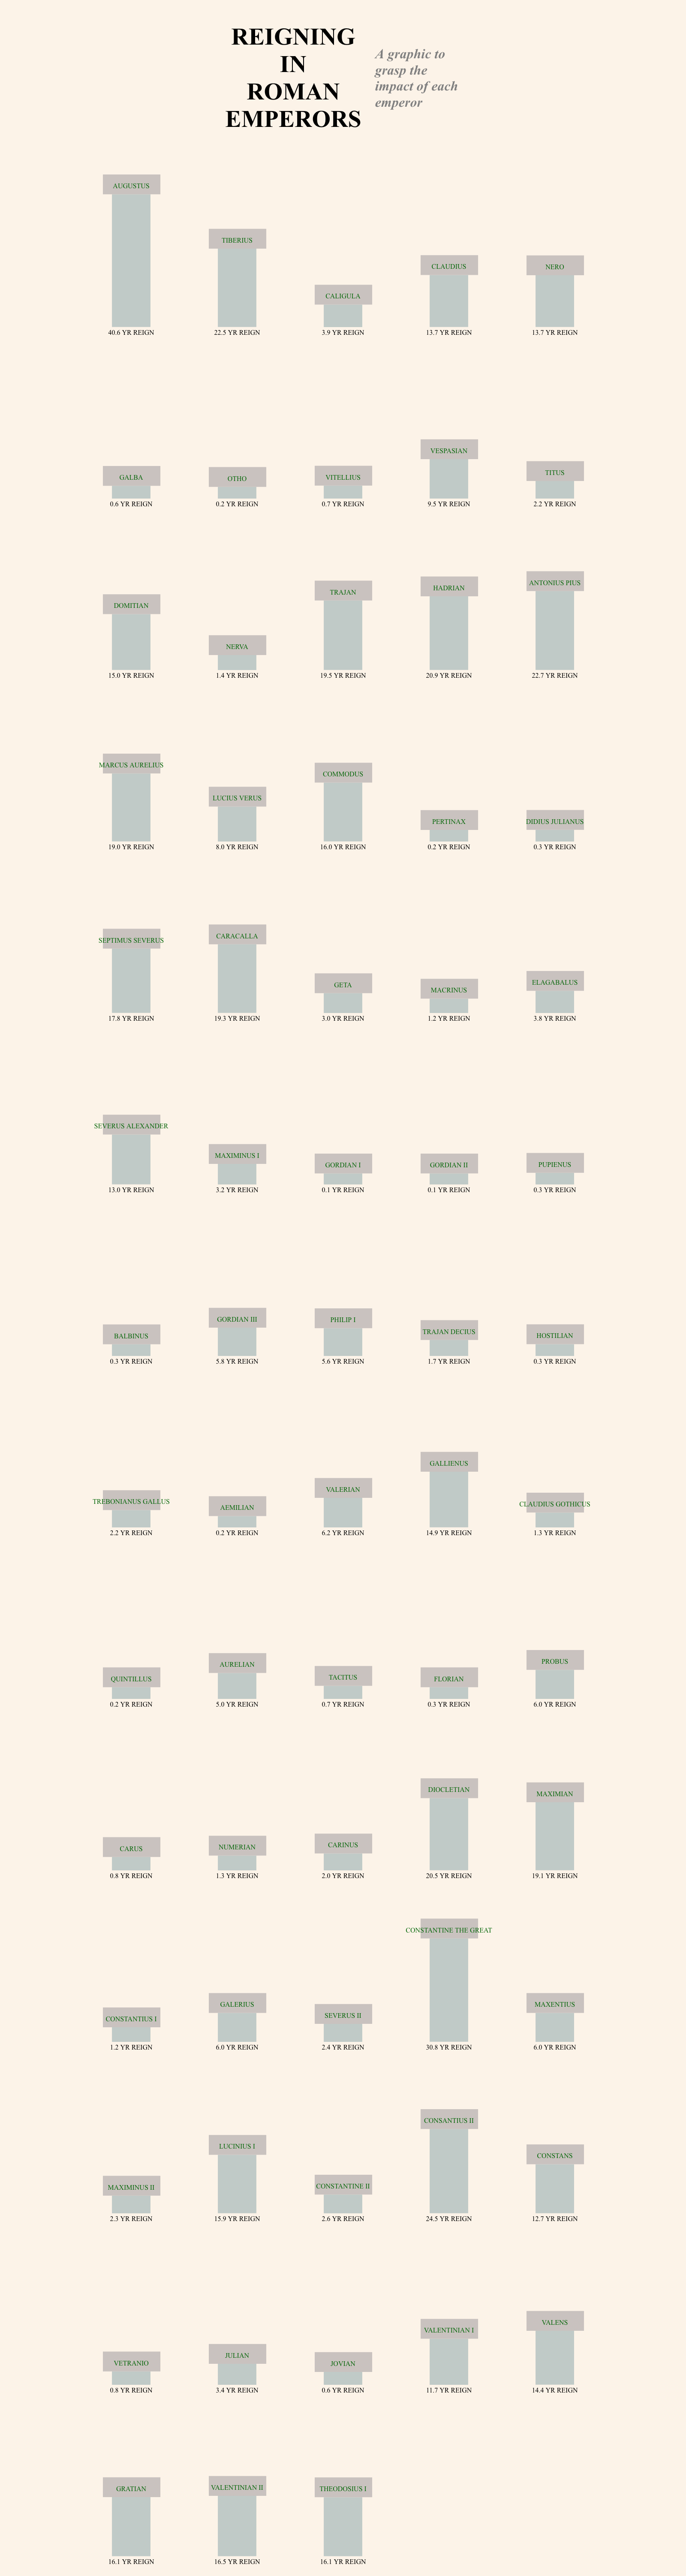 REIGNING
IN
ROMAN
EMPERORS
A graphic to
grasp the
impact of each
emperor
AUGUSTUS
TIBERIUS
CALIGULA
CLAUDIUS
NERO
40.6 YR REIGN
22.5 YR REIGN
3.9 YR REIGN
13.7 YR REIGN
13.7 YR REIGN
GALBA
OTHO
VITELLIUS
VESPASIAN
TITUS
0.6 YR REIGN
0.2 YR REIGN
0.7 YR REIGN
9.5 YR REIGN
2.2 YR REIGN
DOMITIAN
NERVA
TRAJAN
HADRIAN
ANTONIUS PIUS
15.0 YR REIGN
1.4 YR REIGN
19.5 YR REIGN
20.9 YR REIGN
22.7 YR REIGN
MARCUS AURELIUS
LUCIUS VERUS
COMMODUS
PERTINAX
DIDIUS JULIANUS
19.0 YR REIGN
8.0 YR REIGN
16.0 YR REIGN
0.2 YR REIGN
0.3 YR REIGN
SEPTIMUS SEVERUS
CARACALLA
GETA
MACRINUS
ELAGABALUS
17.8 YR REIGN
19.3 YR REIGN
3.0 YR REIGN
1.2 YR REIGN
3.8 YR REIGN
SEVERUS ALEXANDER
MAXIMINUS I
GORDIAN I
GORDIAN II
PUPIENUS
13.0 YR REIGN
3.2 YR REIGN
0.1 YR REIGN
0.1 YR REIGN
0.3 YR REIGN
BALBINUS
GORDIAN III
PHILIP I
TRAJAN DECIUS
HOSTILIAN
0.3 YR REIGN
5.8 YR REIGN
5.6 YR REIGN
1.7 YR REIGN
0.3 YR REIGN
TREBONIANUS GALLUS
AEMILIAN
VALERIAN
GALLIENUS
CLAUDIUS GOTHICUS
2.2 YR REIGN
0.2 YR REIGN
6.2 YR REIGN
14.9 YR REIGN
1.3 YR REIGN
QUINTILLUS
AURELIAN
TACITUS
FLORIAN
PROBUS
0.2 YR REIGN
5.0 YR REIGN
0.7 YR REIGN
0.3 YR REIGN
6.0 YR REIGN
CARUS
NUMERIAN
CARINUS
DIOCLETIAN
MAXIMIAN
0.8 YR REIGN
1.3 YR REIGN
2.0 YR REIGN
20.5 YR REIGN
19.1 YR REIGN
CONSTANTIUS I
GALERIUS
SEVERUS II
CONSTANTINE THE GREAT
MAXENTIUS
1.2 YR REIGN
6.0 YR REIGN
2.4 YR REIGN
30.8 YR REIGN
6.0 YR REIGN
MAXIMINUS II
LUCINIUS I
CONSTANTINE II
CONSANTIUS II
CONSTANS
2.3 YR REIGN
15.9 YR REIGN
2.6 YR REIGN
24.5 YR REIGN
12.7 YR REIGN
VETRANIO
JULIAN
JOVIAN
VALENTINIAN I
VALENS
0.8 YR REIGN
3.4 YR REIGN
0.6 YR REIGN
11.7 YR REIGN
14.4 YR REIGN
GRATIAN
VALENTINIAN II
THEODOSIUS I
16.1 YR REIGN
16.5 YR REIGN
16.1 YR REIGN